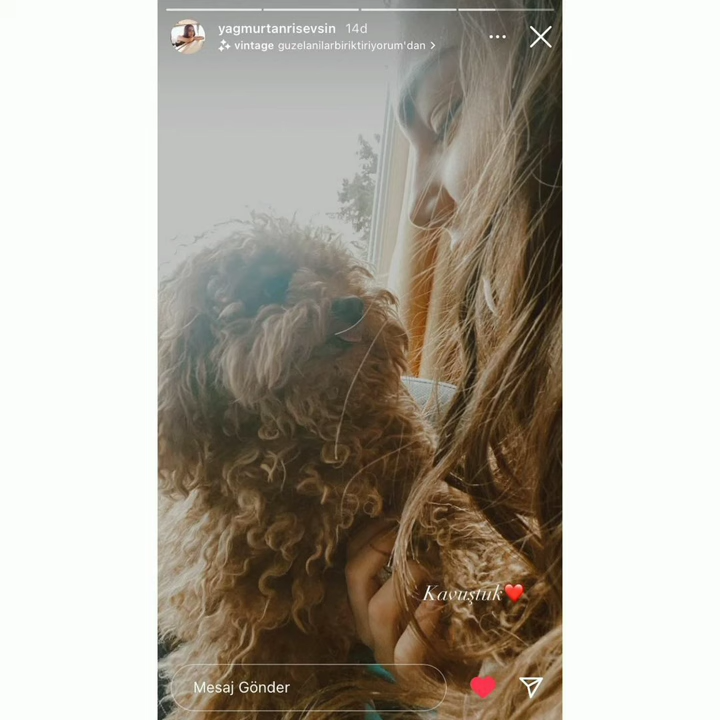 yagmurtanrisevsin 14d
vintage guzelanilarbiriktiriyorum'dan
Kavuştuk❤️
Mesaj Gönder